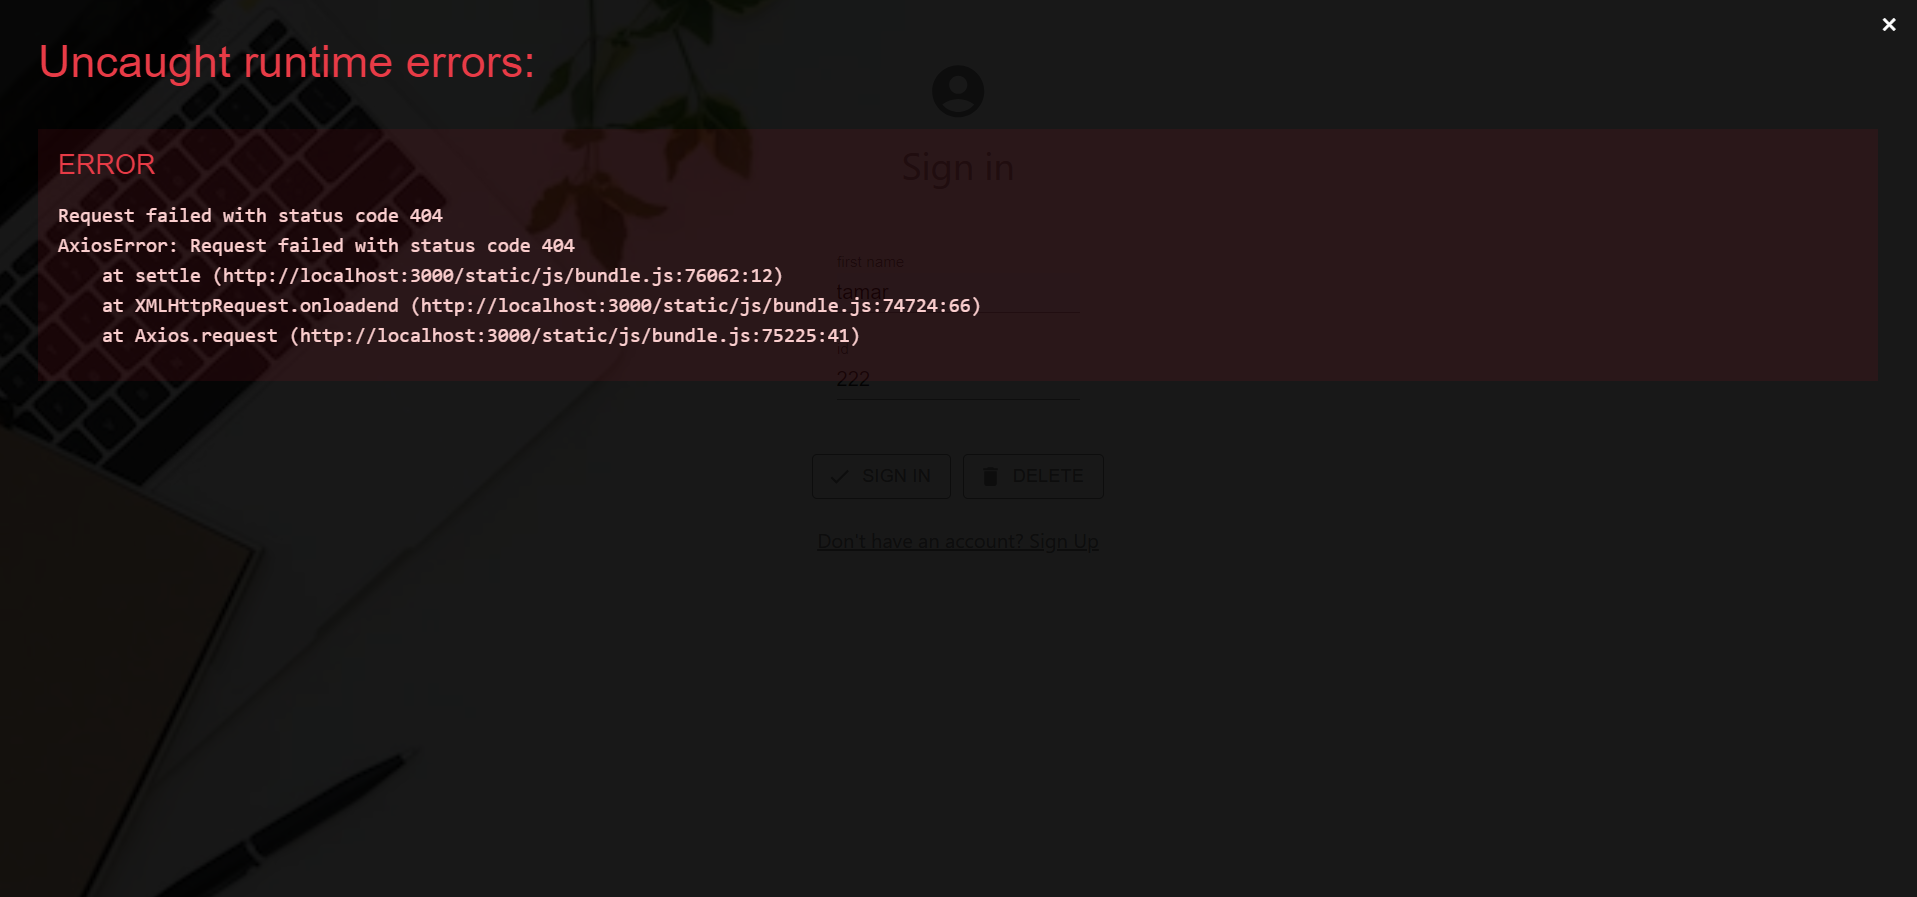 Uncaught runtime errors:
×
ERROR
Request failed with status code 404
AxiosError: Request failed with status code 404
    at settle (http://localhost:3000/static/js/bundle.js:76062:12)
    at XMLHttpRequest.onloadend (http://localhost:3000/static/js/bundle.js:74724:66)
    at Axios.request (http://localhost:3000/static/js/bundle.js:75225:41)
Sign in
first name
tamar
id
222
SIGN IN
DELETE
Don't have an account? Sign Up